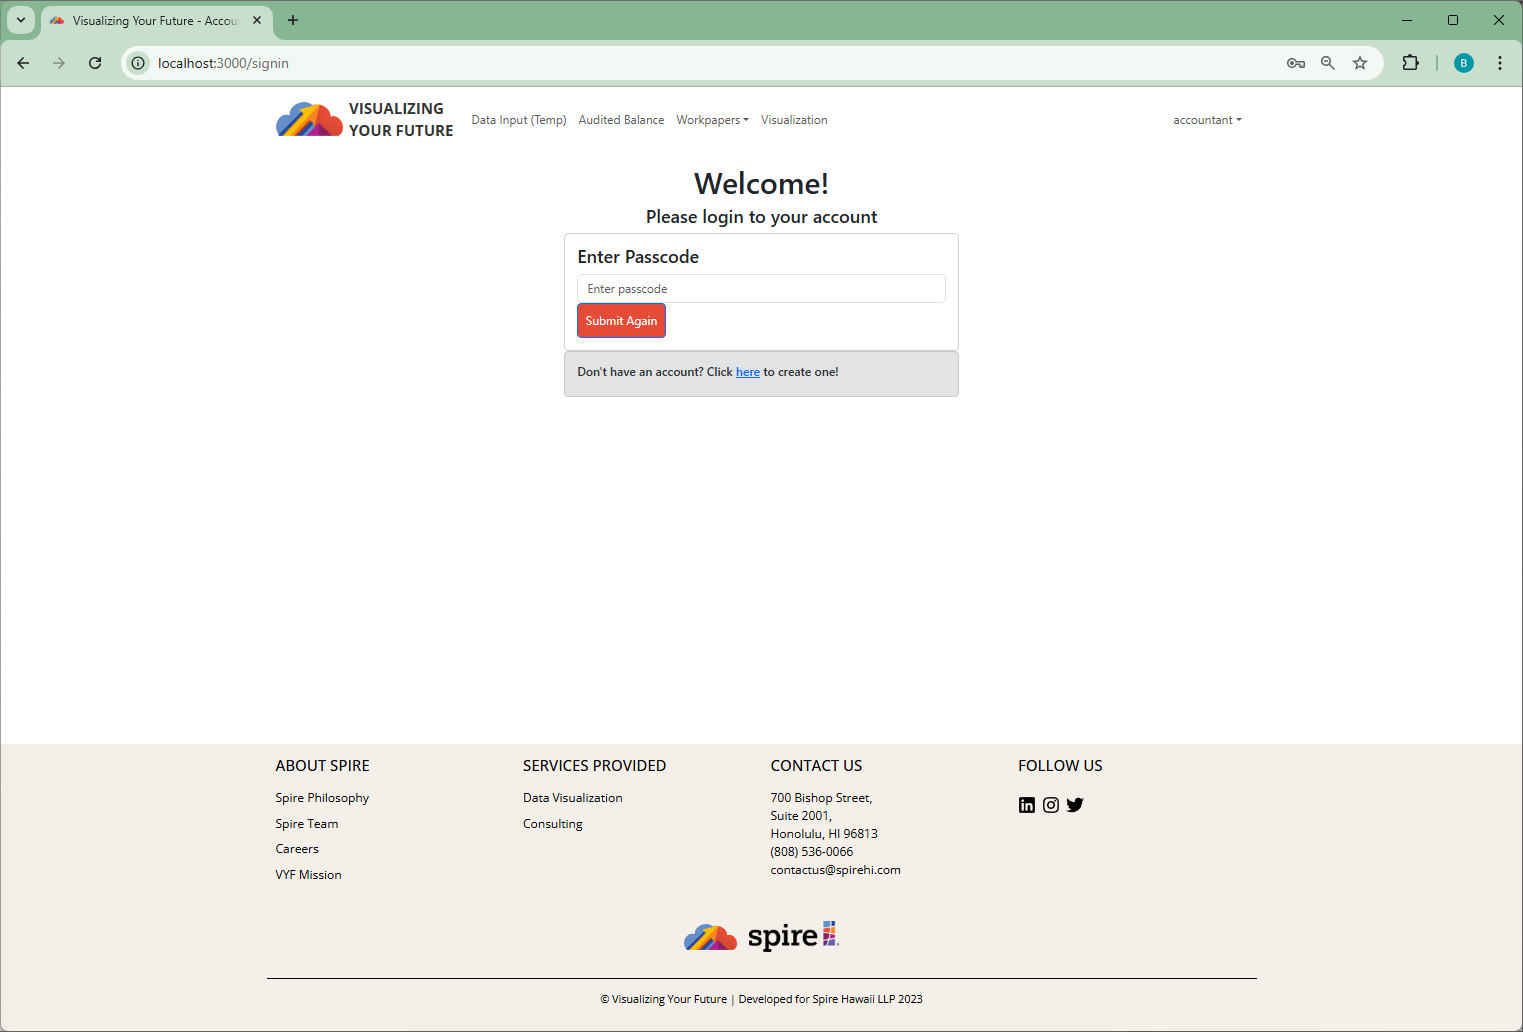 Visualizing Your Future - Accou
localhost:3000/signin
B
VISUALIZING
YOUR FUTURE
Data Input (Temp) Audited Balance Workpapers Visualization accountant
Welcome!
Please login to your account
Enter Passcode
Enter passcode
Submit Again
Don't have an account? Click here to create one!
ABOUT SPIRE
Spire Philosophy
Spire Team
Careers
VYF Mission
SERVICES PROVIDED
Data Visualization
Consulting
CONTACT US
700 Bishop Street,
Suite 2001,
Honolulu, HI 96813
(808) 536-0066
contactus@spirehi.com
FOLLOW US
spire
© Visualizing Your Future | Developed for Spire Hawaii LLP 2023